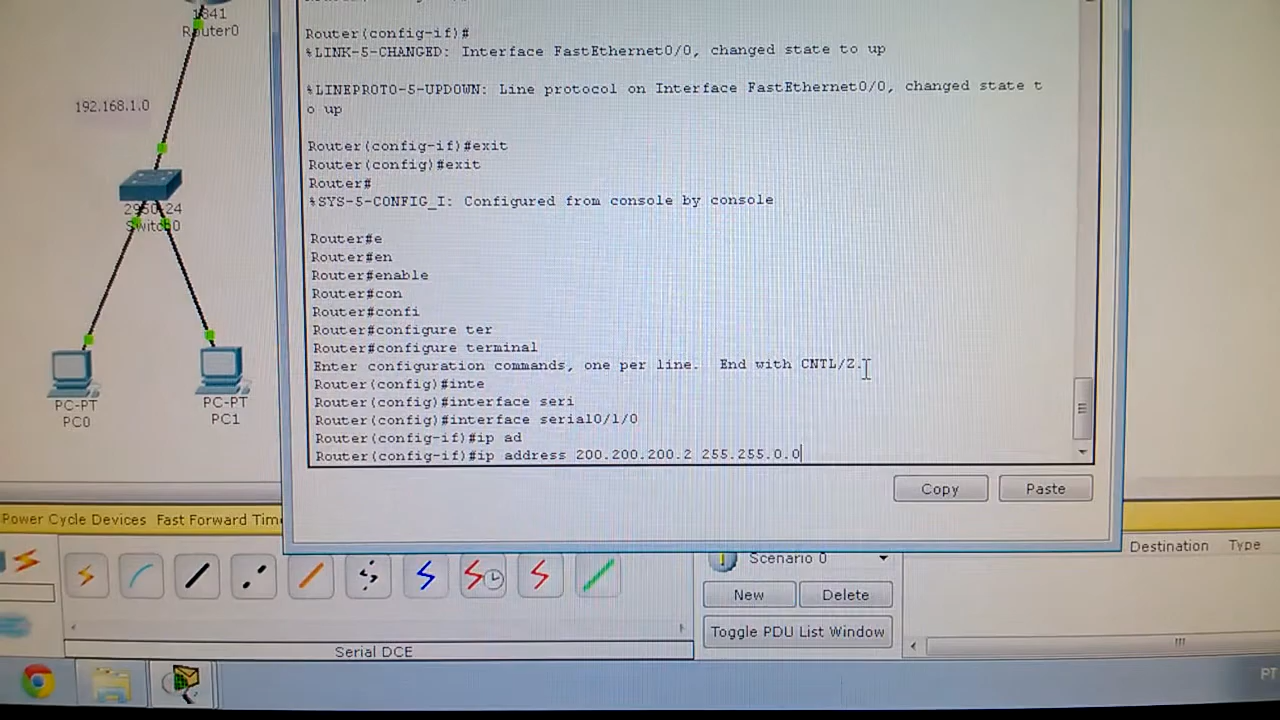 1841
Router0
192.168.1.0
2950-24
Switch0
PC-PT
PC0
PC-PT
PC1
Router(config-if)#
%LINK-5-CHANGED: Interface FastEthernet0/0, changed state to up
%LINEPROTO-5-UPDOWN: Line protocol on Interface FastEthernet0/0, changed state t
o up
Router(config-if)#exit
Router(config)#exit
Router#
%SYS-5-CONFIG_I: Configured from console by console
Router#e
Router#en
Router#enable
Router#con
Router#confi
Router#configure ter
Router#configure terminal
Enter configuration commands, one per line.  End with CNTL/Z.
Router(config)#inte
Router(config)#interface seri
Router(config)#interface serial0/1/0
Router(config-if)#ip ad
Router(config-if)#ip address 200.200.200.2 255.255.0.0
Copy Paste
Power Cycle Devices Fast Forward Tim
Scenario 0
New Delete
Toggle PDU List Window
Destination Type
Serial DCE
PT